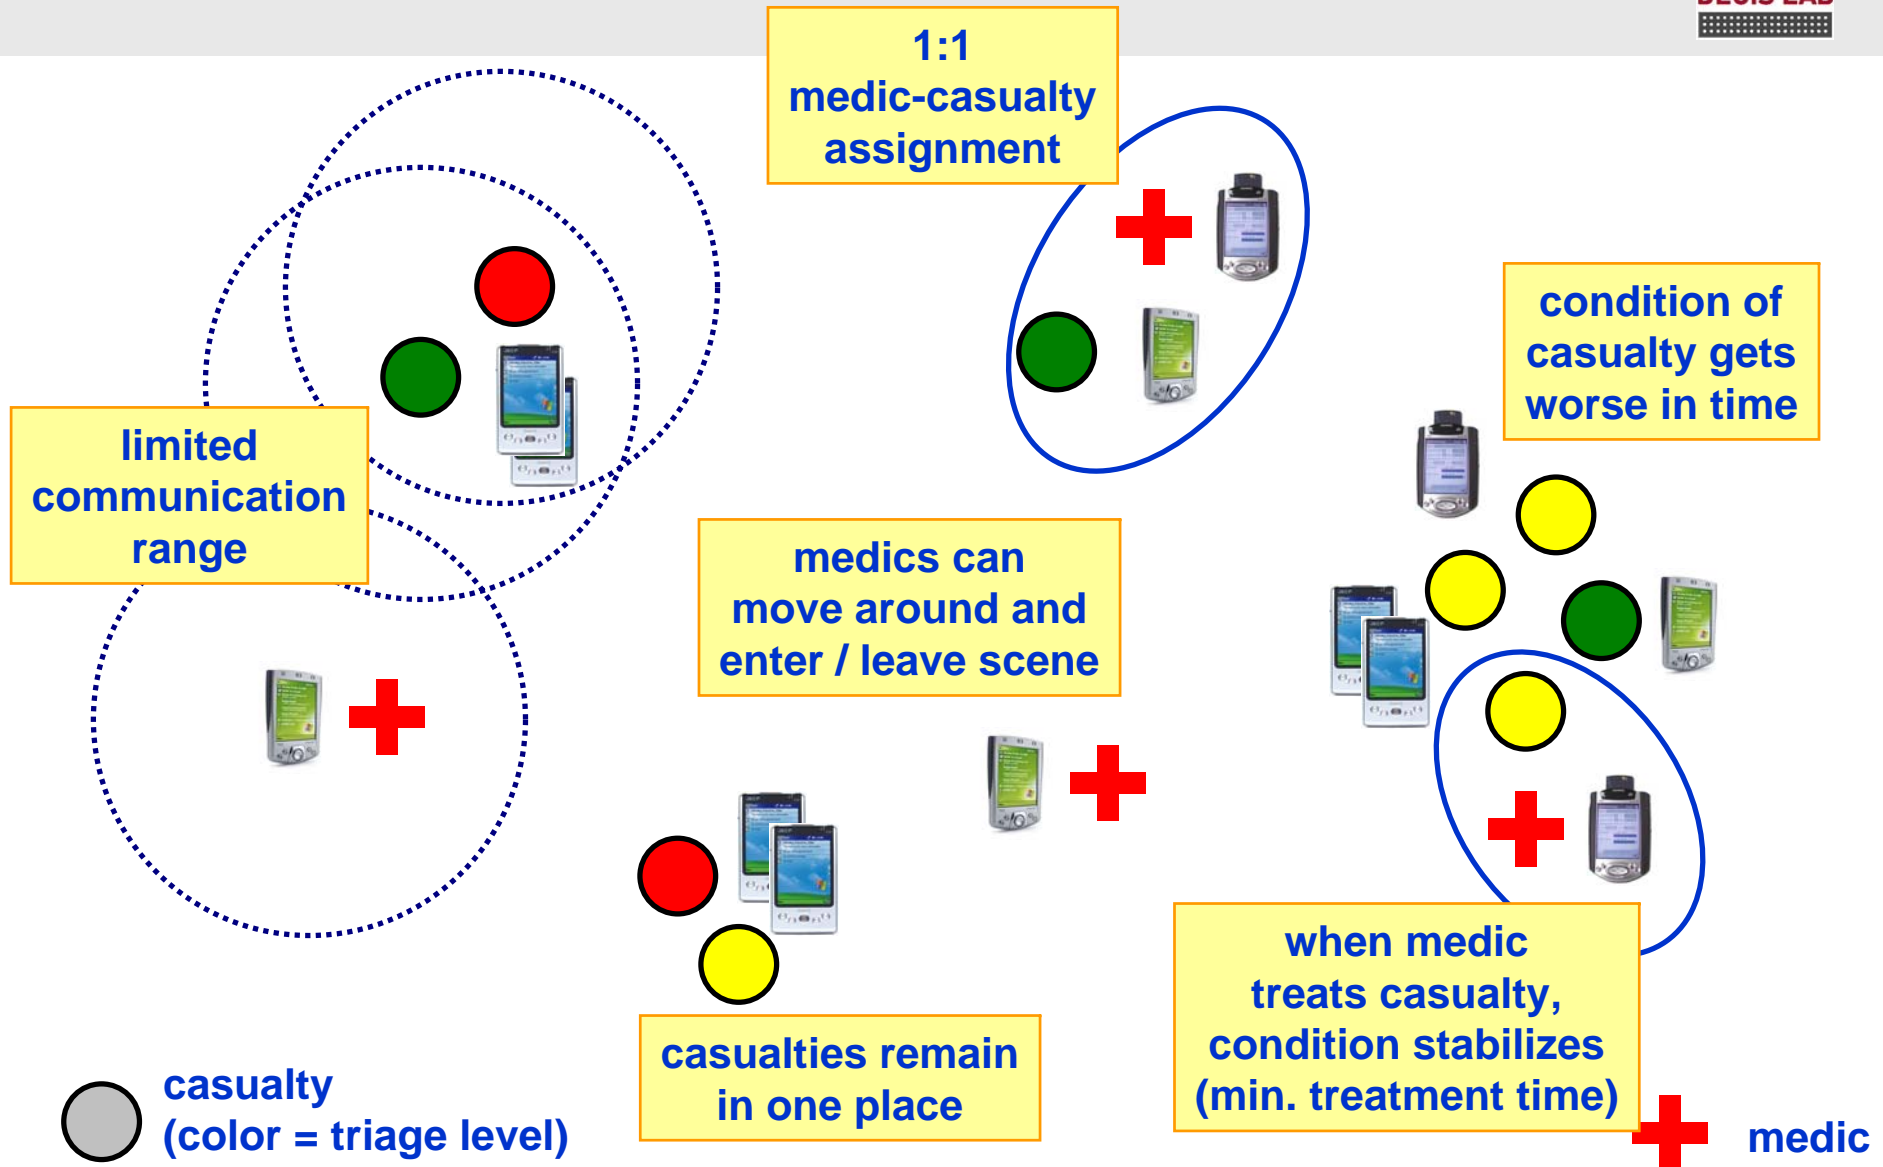 DECIS LAB
1:1
medic-casualty
assignment
condition of
casualty gets
worse in time
limited
communication
range
medics can
move around and
enter / leave scene
when medic
treats casualty,
condition stabilizes
(min. treatment time)
casualties remain
in one place
casualty
(color = triage level)
medic